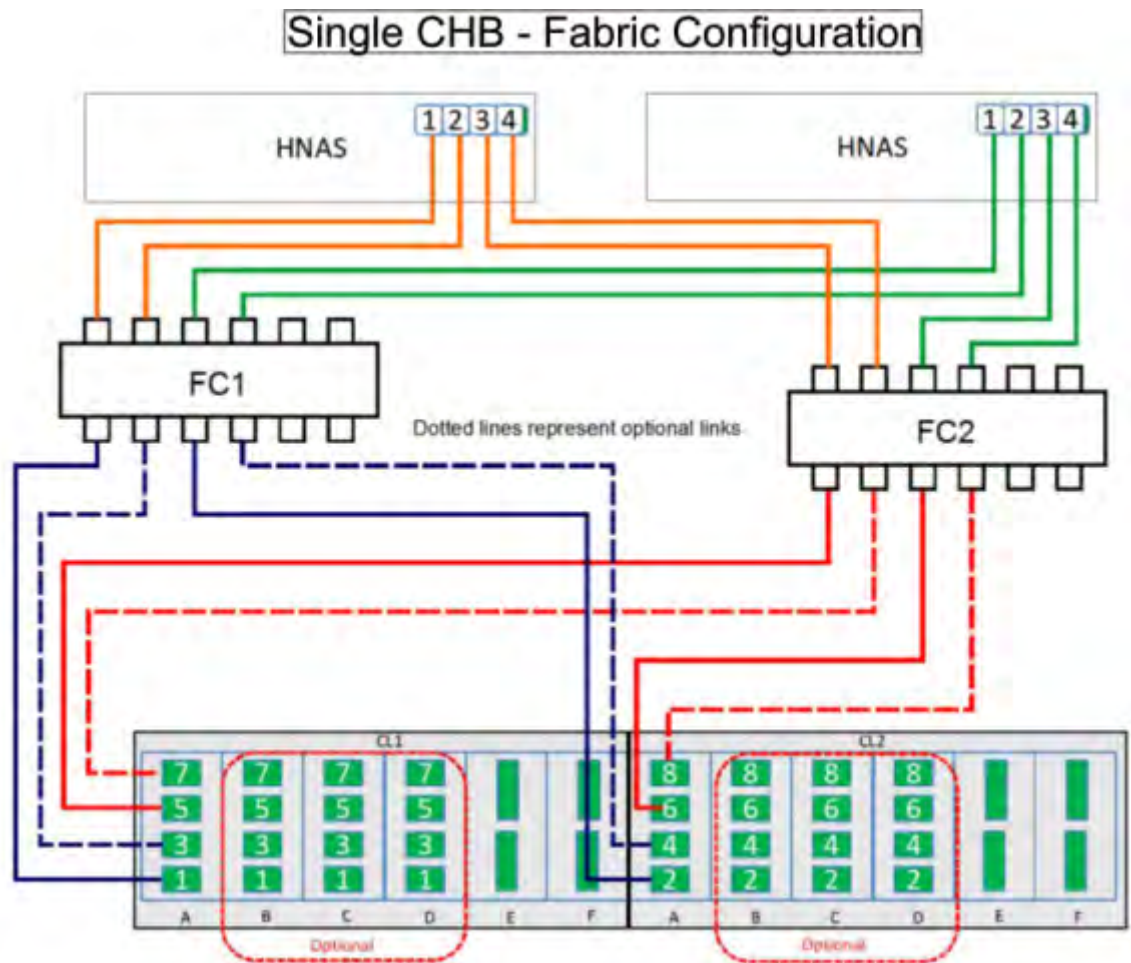 Single CHB - Fabric Configuration
1 2 3 4
1 2 3 4
HNAS
HNAS
FC1
Dotted lines represent optional links
FC2
CL1
CL2
7 7 7 7
8 8 8 8
5 5 5 5
6 6 6 6
3 3 3 3
4 4 4 4
1 1 1 1
2 2 2 2
A B C D E F
A B C D E F
Optional
Optional